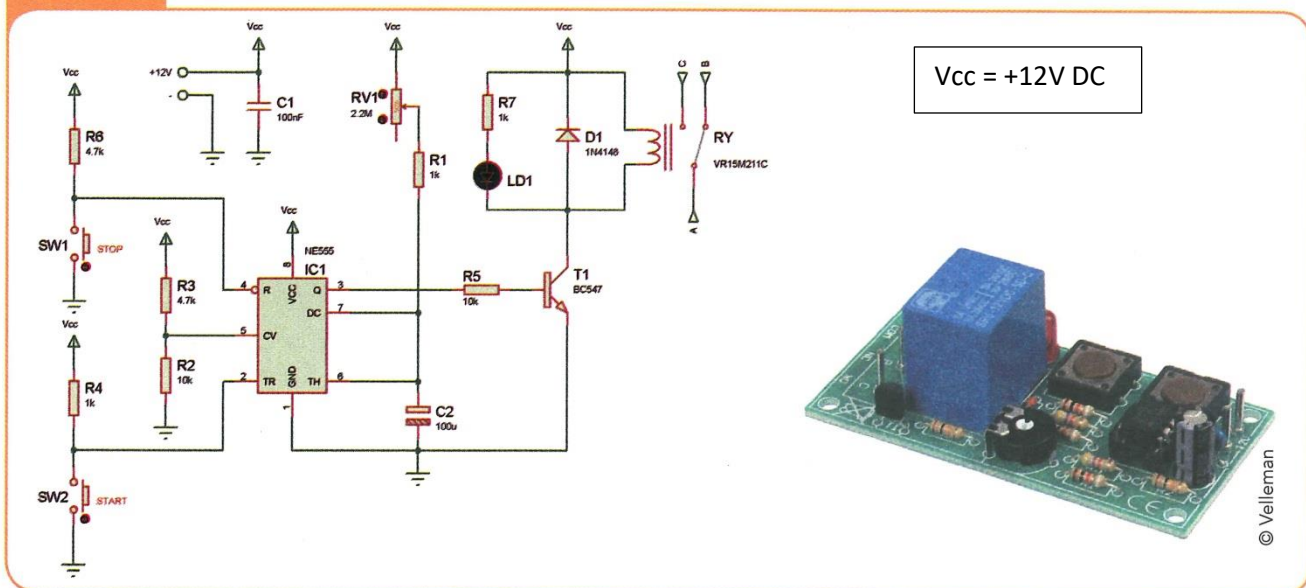 Vcc
Vcc
Vcc
Vcc
Vcc = +12V DC
+12V
-
C1
100nF
RV1
2.2M
50%
R6
4.7k
R7
1k
D1
1N4148
C
B
RY
VR15M211C
A
R1
1k
LD1
SW1
STOP
Vcc
Vcc
NE555
IC1
8
R3
4.7k
4
R
VCC
Q
3
R5
10k
T1
BC547
DC
7
5
CV
Vcc
R2
10k
R4
1k
2
TR
GND
TH
6
1
C2
100u
SW2
START
© Velleman